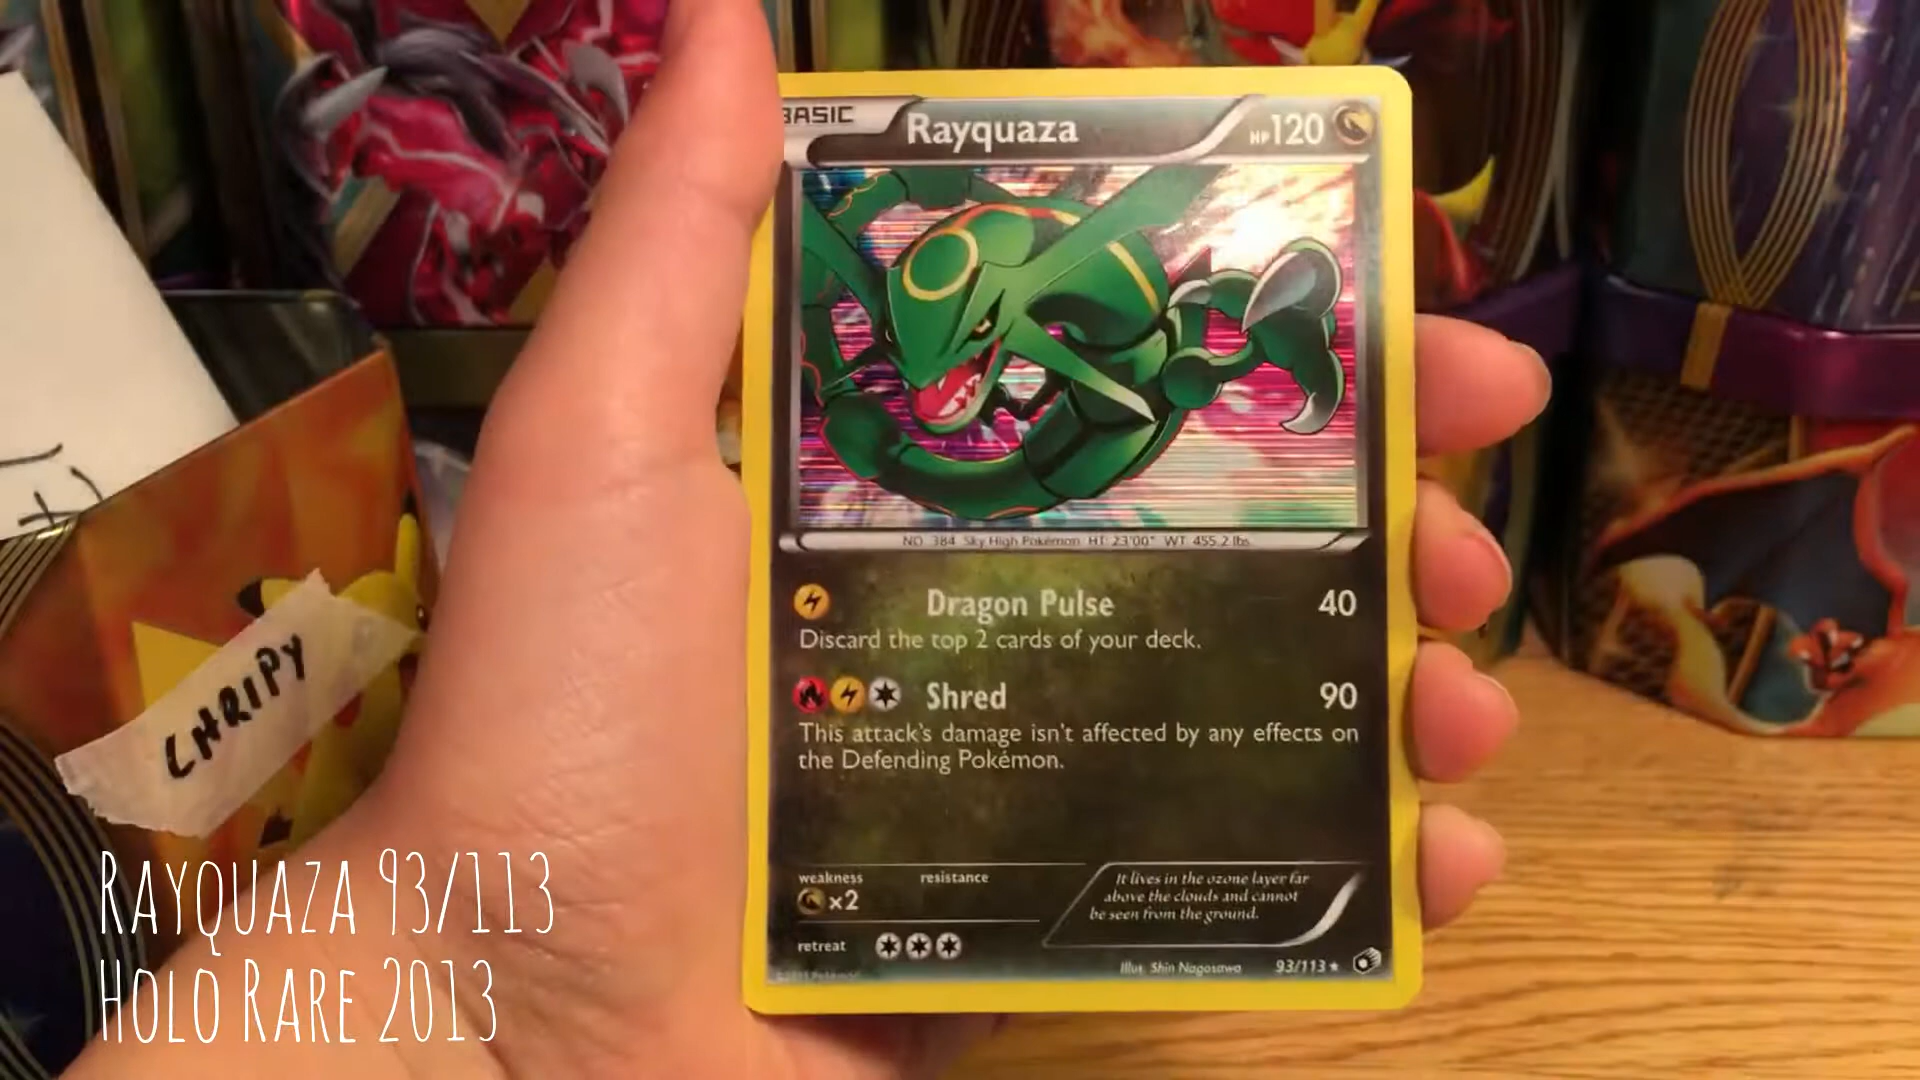 BASIC
Rayquaza
HP120
NO. 384 Sky High Pokémon HT: 23'00" WT: 455.2 lbs.
Dragon Pulse 40
Discard the top 2 cards of your deck.
Shred 90
This attack's damage isn't affected by any effects on
the Defending Pokémon.
weakness
resistance
x2
retreat
It lives in the ozone layer far
above the clouds and cannot
be seen from the ground.
Illus. Shin Nagasawa
93/113
CHRIPY
RAYQUAZA 93/113
HOLO RARE 2013